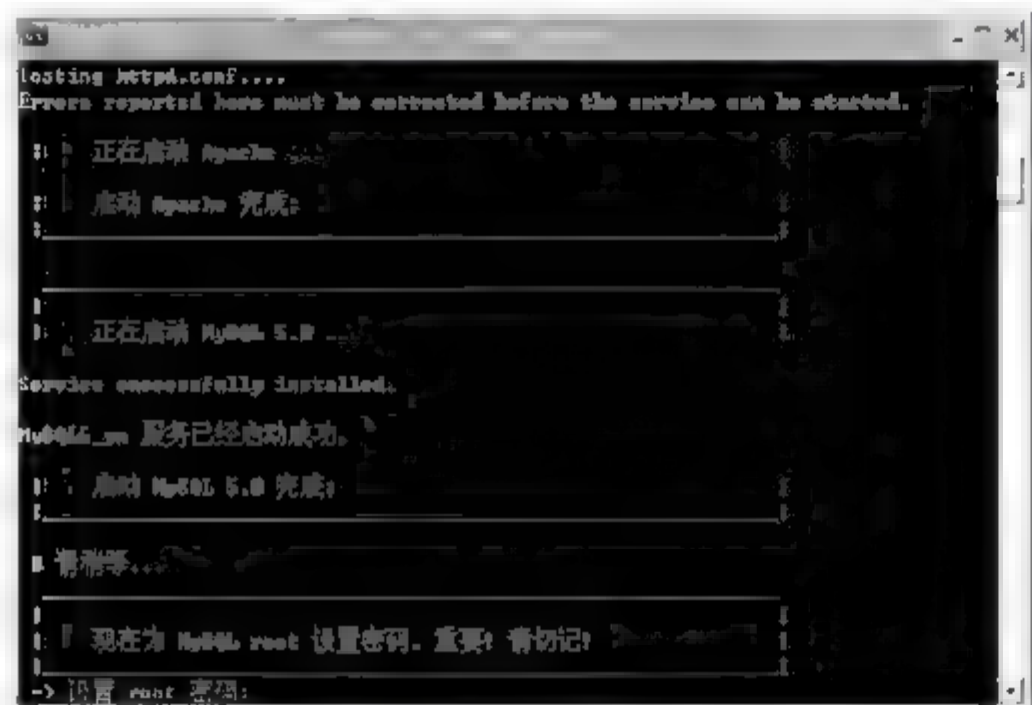 Testing httpd.conf....
Errors reported here must be corrected before the service can be started.
正在启动 Apache ...
启动 Apache 完成:
正在启动 MySQL 5.0 ...
Service successfully installed.
服务已经启动成功。
启动 MySQL 5.0 完成:
请稍等...
现在为 MySQL root 设置密码. 重要! 请切记!
-> 设置 root 密码: